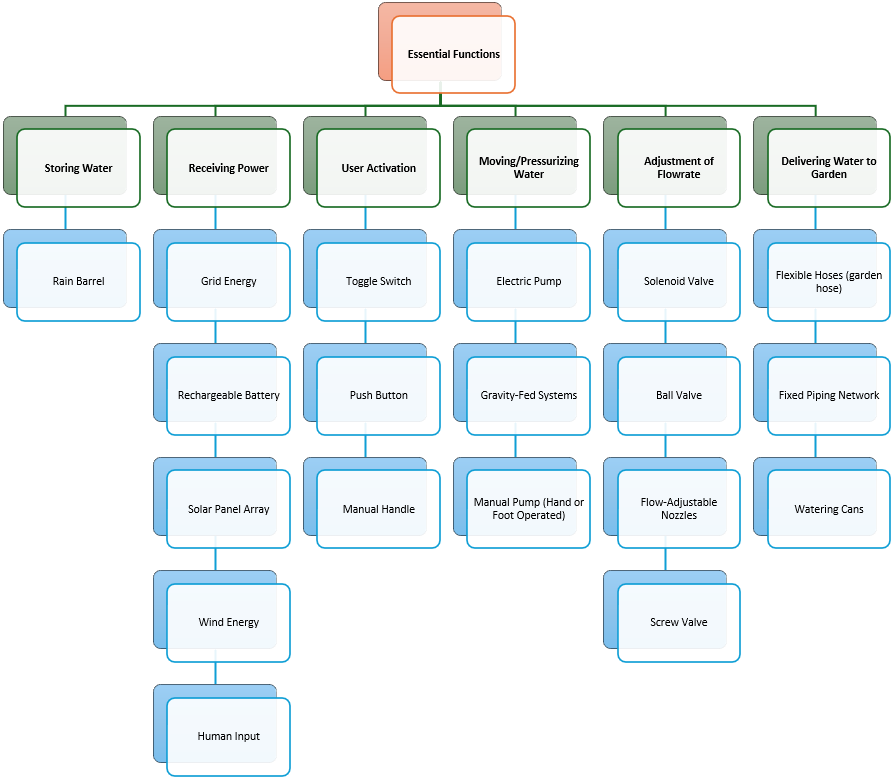 Essential Functions
Storing Water
Receiving Power
User Activation
Moving/Pressurizing
Water
Adjustment of
Flowrate
Delivering Water to
Garden
Rain Barrel
Grid Energy
Toggle Switch
Electric Pump
Solenoid Valve
Flexible Hoses (garden
hose)
Rechargeable Battery
Push Button
Gravity-Fed Systems
Ball Valve
Fixed Piping Network
Solar Panel Array
Manual Handle
Manual Pump (Hand or
Foot Operated)
Flow-Adjustable
Nozzles
Watering Cans
Wind Energy
Screw Valve
Human Input